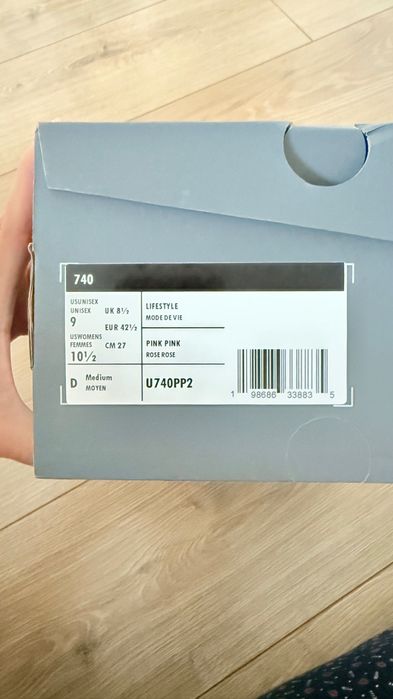 740
USUNISEX
UNISEX
9
UK 8½
EUR 42½
USWOMENS
FEMMES
10½
CM 27
D Medium
MOYEN
LIFESTYLE
MODE DE VIE
PINK PINK
ROSE ROSE
U740PP2
1 98686 33883 5